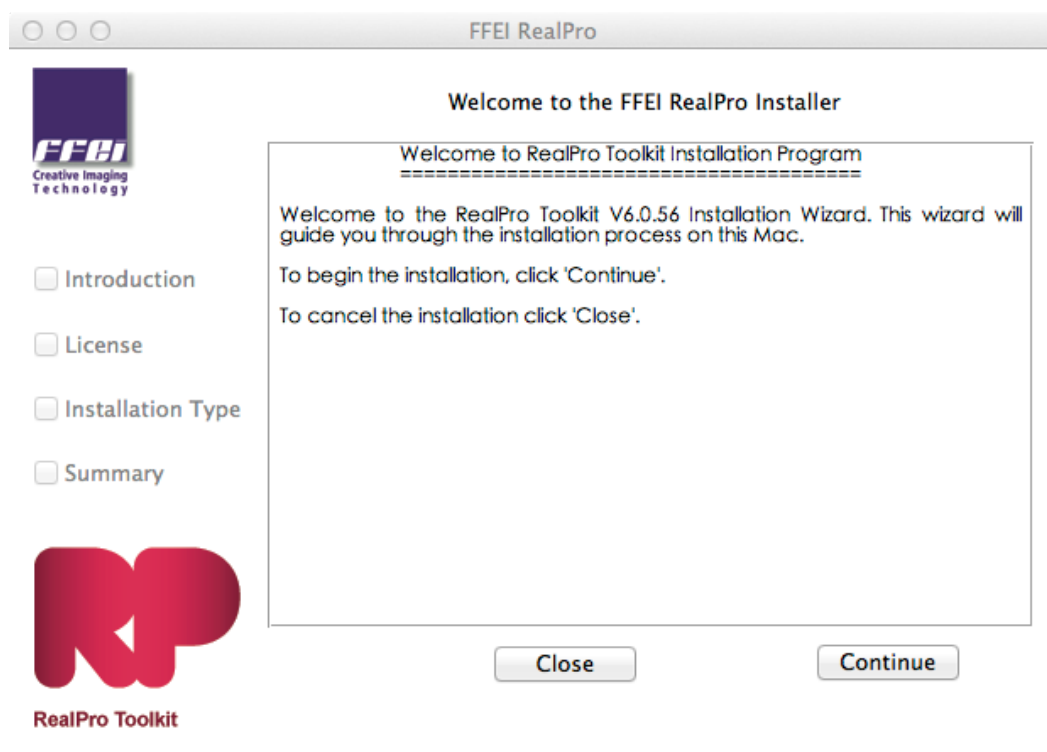 FFEI RealPro
FFEI
Creative Imaging
Technology
Welcome to the FFEI RealPro Installer
Welcome to RealPro Toolkit Installation Program
=======================================
Welcome to the RealPro Toolkit V6.0.56 Installation Wizard. This wizard will
guide you through the installation process on this Mac.
To begin the installation, click 'Continue'.
To cancel the installation click 'Close'.
Introduction
License
Installation Type
Summary
RP
RealPro Toolkit
Close
Continue